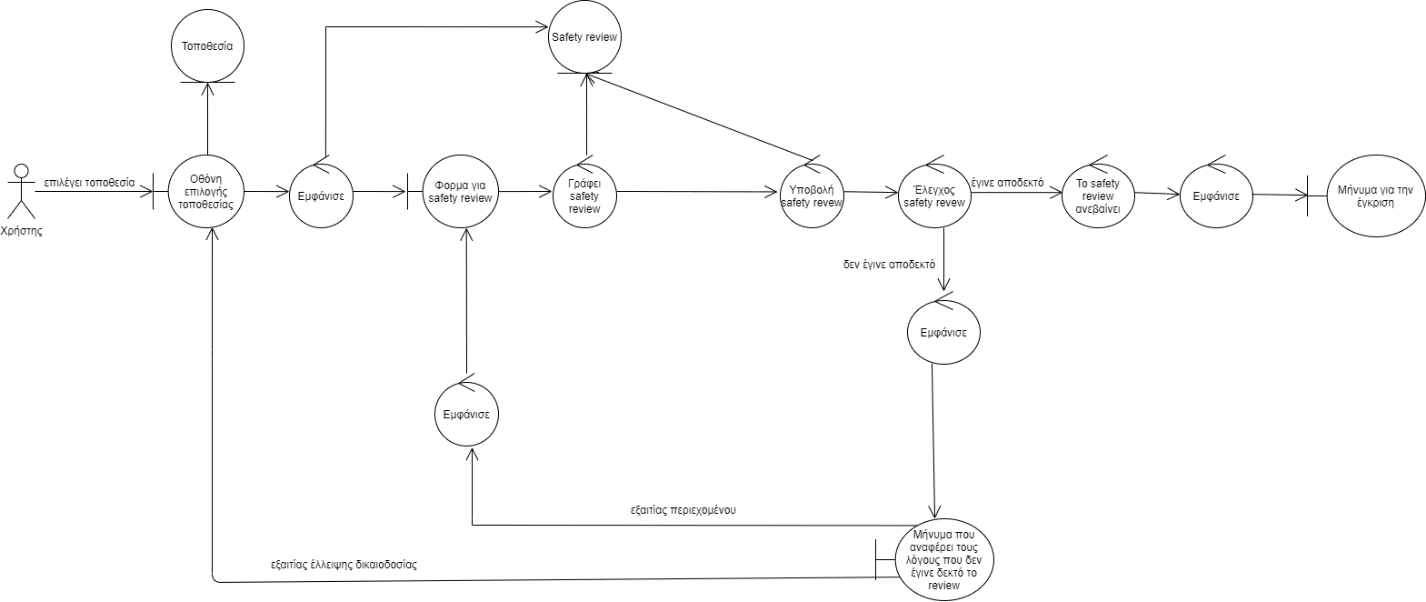 Τοποθεσία
Safety review
Χρήστης
επιλέγει τοποθεσία
Οθόνη
επιλογής
τοποθεσίας
Εμφάνισε
Φορμα για
safety review
Γράφει
safety
review
Υποβολή
safety revew
Έλεγχος
safety revew
έγινε αποδεκτό
Το safety
review
ανεβαίνει
Εμφάνισε
Μήνυμα για την
έγκριση
δεν έγινε αποδεκτό
Εμφάνισε
Εμφάνισε
εξαιτίας περιεχομένου
Μήνυμα που
αναφέρει τους
λόγους που δεν
έγινε δεκτό το
review
εξαιτίας έλλειψης δικαιοδοσίας